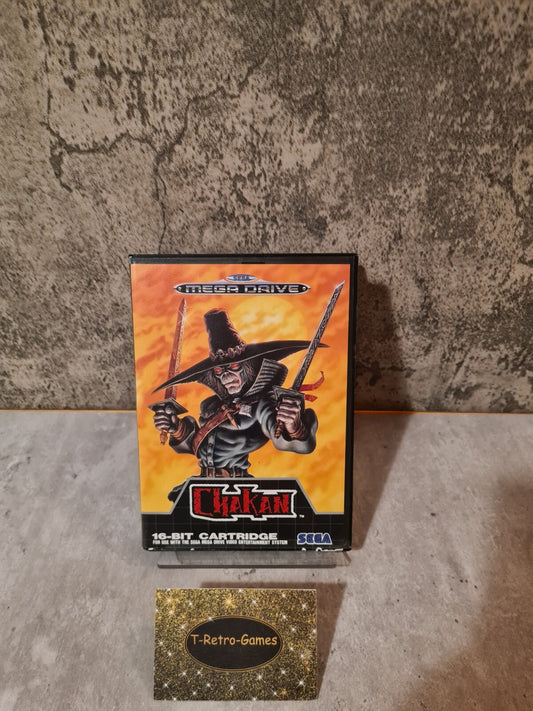 SEGA
MEGA DRIVE
CHAKAN
TM
16-BIT CARTRIDGE
FOR USE WITH THE SEGA MEGA DRIVE VIDEO ENTERTAINMENT SYSTEM
SEGA
T-Retro-Games